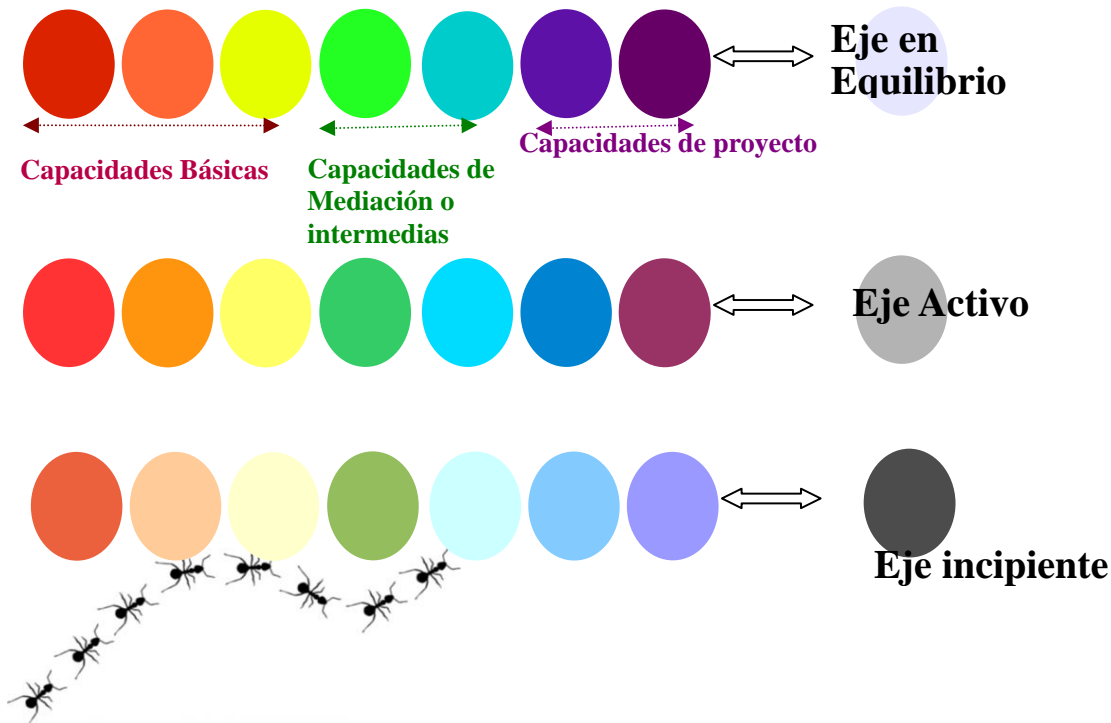 Eje en
Equilibrio
Capacidades Básicas
Capacidades de
Mediación o
intermedias
Capacidades de proyecto
Eje Activo
Eje incipiente